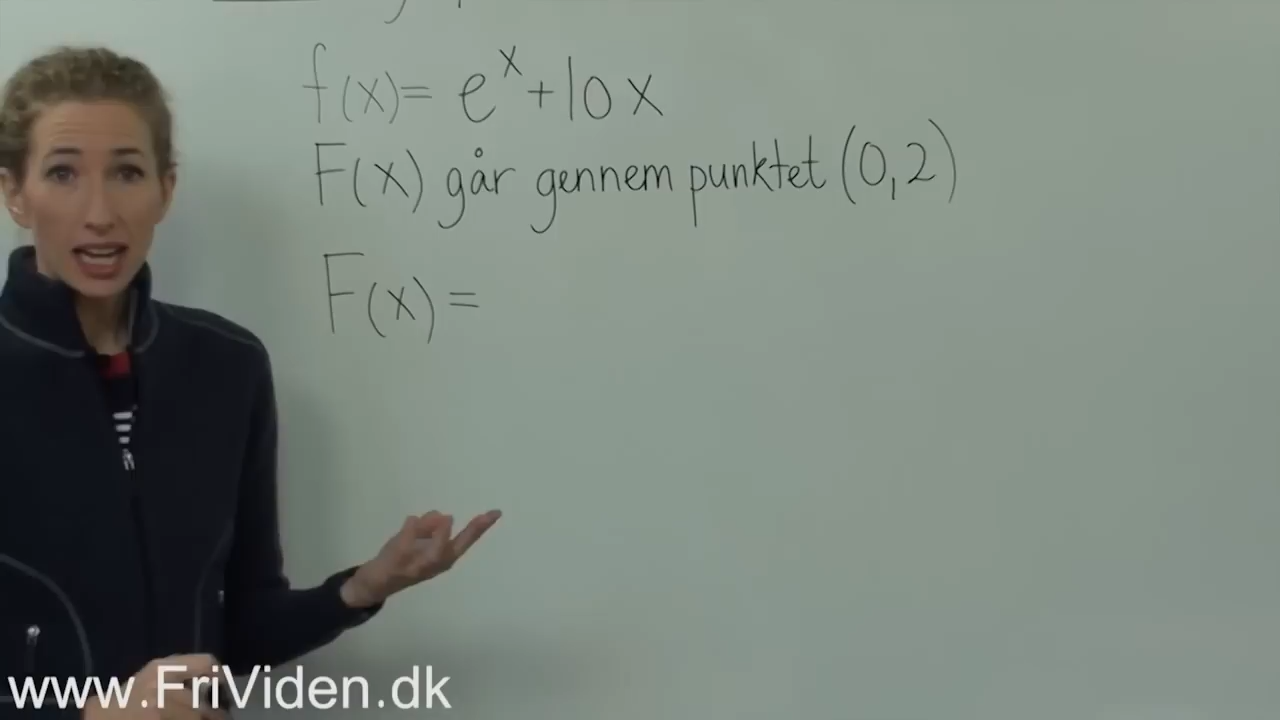 f(x)= e^x+10x
F(x) går gennem punktet (0,2)
F(x)=
www.FriViden.dk